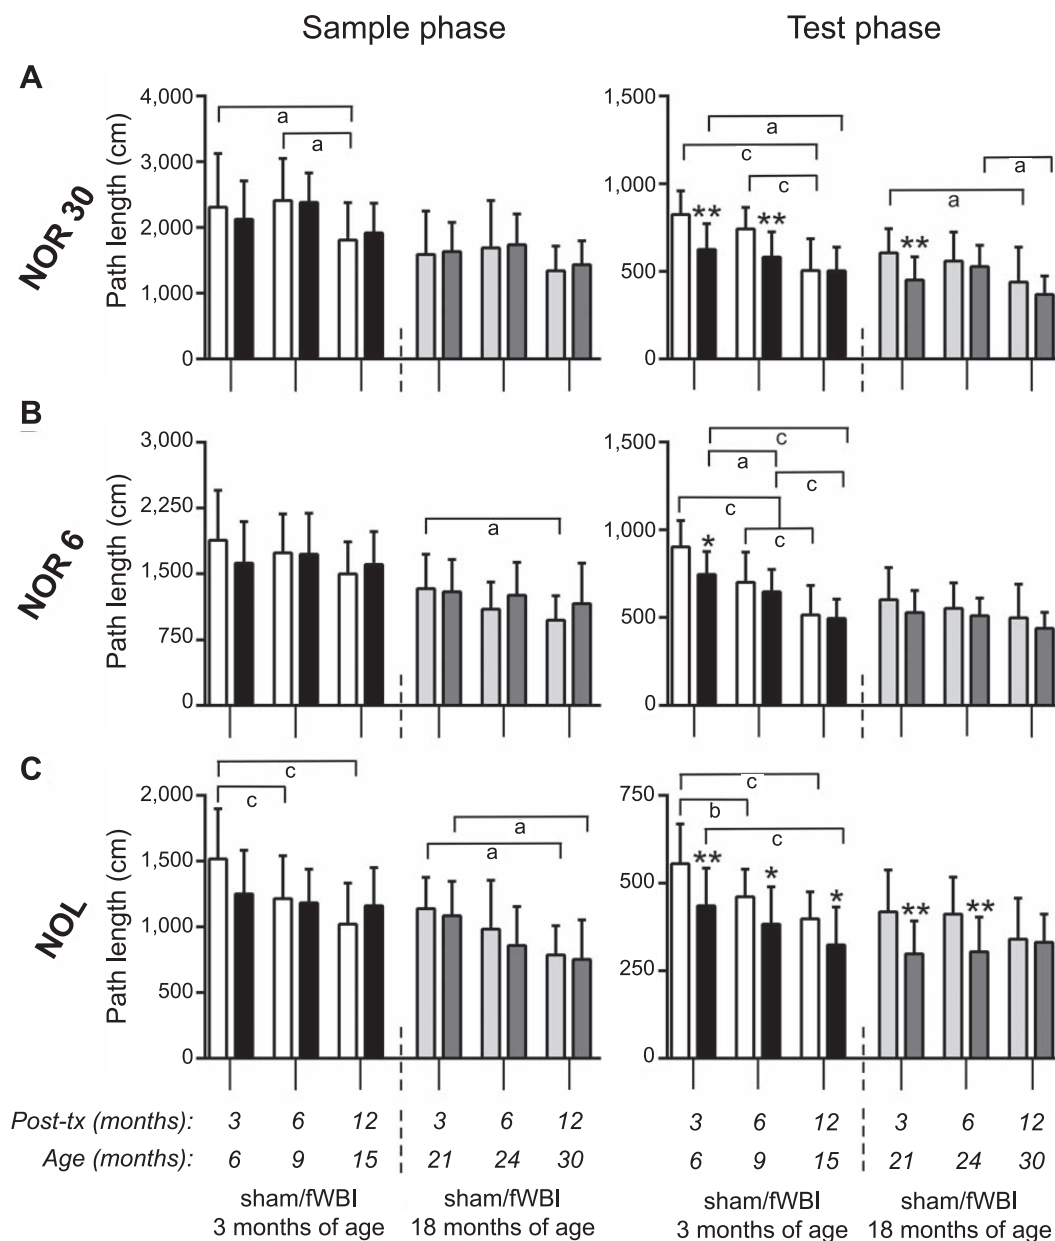 Sample phase
Test phase
A
NOR 30
Path length (cm)
4,000
3,000
2,000
1,000
0
a
a
1,500
1,000
500
0
a
c
c
a
a
**
**
**
B
NOR 6
Path length (cm)
3,000
2,250
1,500
750
0
a
1,500
1,000
500
0
c
a
c
c
c
*
C
NOL
Path length (cm)
2,000
1,500
1,000
500
0
c
c
a
a
750
500
250
0
c
b
c
**
*
*
**
**
Post-tx (months): 3 6 12 3 6 12 3 6 12 3 6 12
Age (months): 6 9 15 21 24 30 6 9 15 21 24 30
sham/fWBI sham/fWBI sham/fWBI sham/fWBI
3 months of age 18 months of age 3 months of age 18 months of age